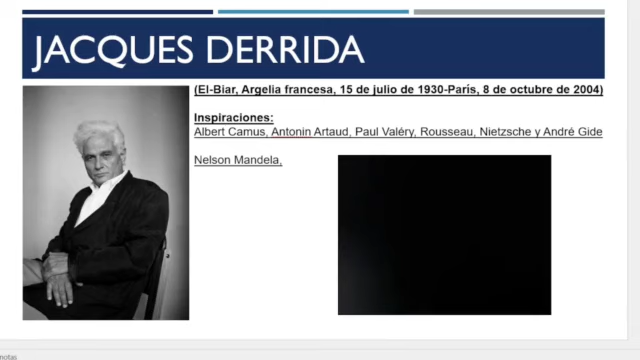 JACQUES DERRIDA
(El-Biar, Argelia francesa, 15 de julio de 1930-París, 8 de octubre de 2004)
Inspiraciones:
Albert Camus, Antonin Artaud, Paul Valéry, Rousseau, Nietzsche y André Gide
Nelson Mandela,
notas